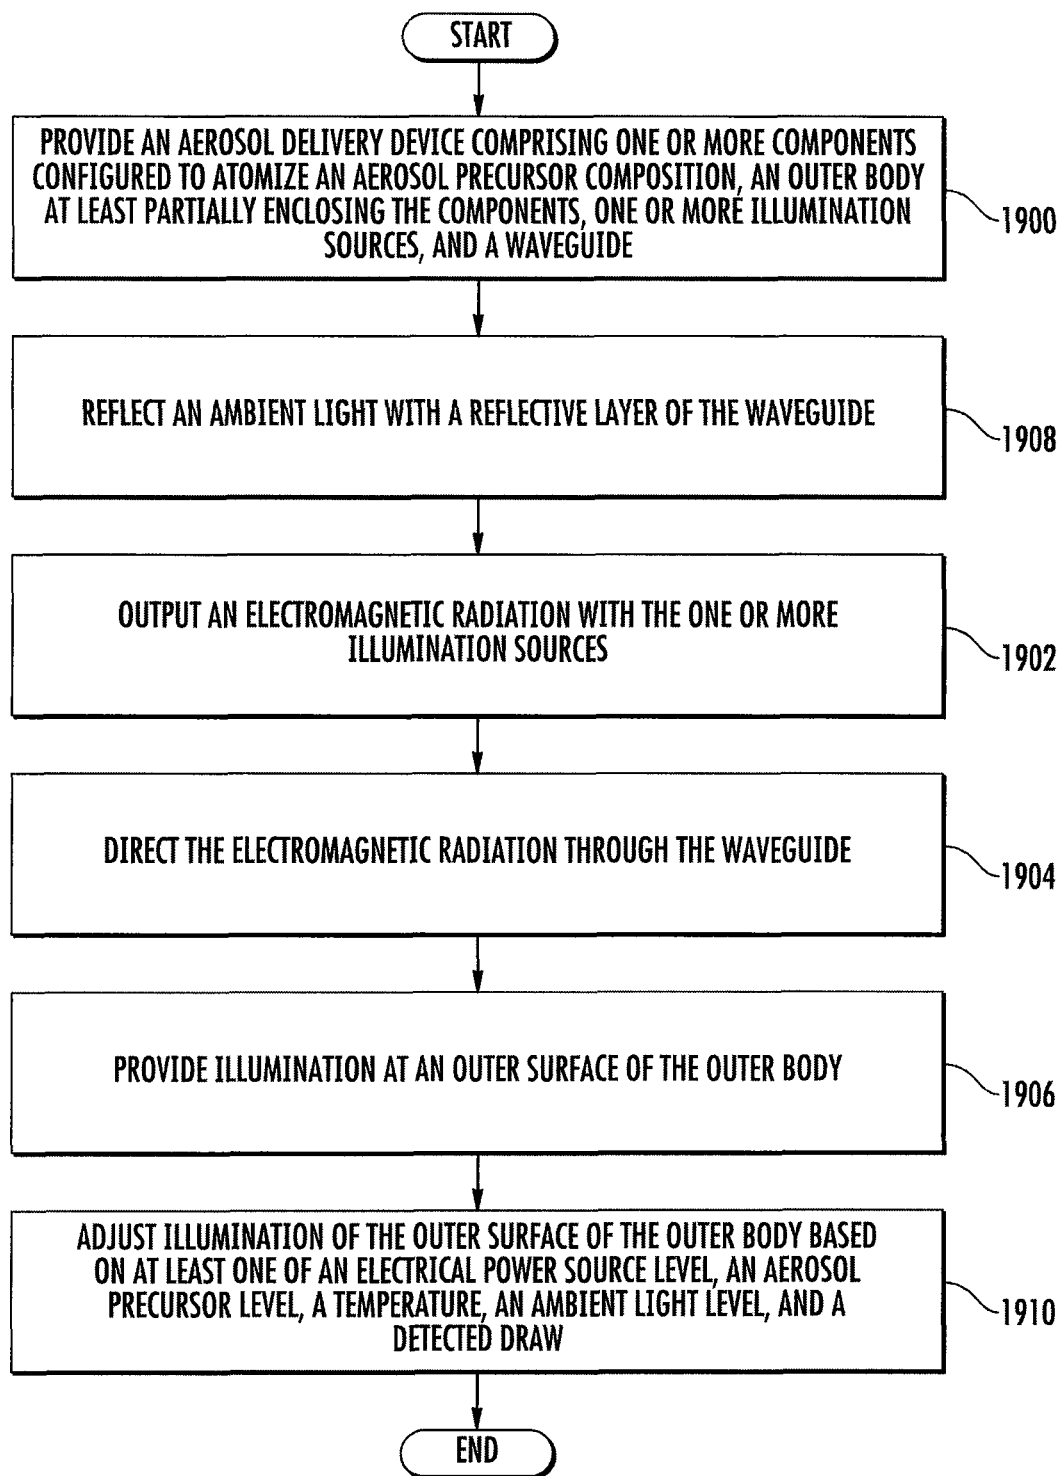 START
PROVIDE AN AEROSOL DELIVERY DEVICE COMPRISING ONE OR MORE COMPONENTS
CONFIGURED TO ATOMIZE AN AEROSOL PRECURSOR COMPOSITION, AN OUTER BODY
AT LEAST PARTIALLY ENCLOSING THE COMPONENTS, ONE OR MORE ILLUMINATION
SOURCES, AND A WAVEGUIDE
1900
REFLECT AN AMBIENT LIGHT WITH A REFLECTIVE LAYER OF THE WAVEGUIDE
1908
OUTPUT AN ELECTROMAGNETIC RADIATION WITH THE ONE OR MORE
ILLUMINATION SOURCES
1902
DIRECT THE ELECTROMAGNETIC RADIATION THROUGH THE WAVEGUIDE
1904
PROVIDE ILLUMINATION AT AN OUTER SURFACE OF THE OUTER BODY
1906
ADJUST ILLUMINATION OF THE OUTER SURFACE OF THE OUTER BODY BASED
ON AT LEAST ONE OF AN ELECTRICAL POWER SOURCE LEVEL, AN AEROSOL
PRECURSOR LEVEL, A TEMPERATURE, AN AMBIENT LIGHT LEVEL, AND A
DETECTED DRAW
1910
END